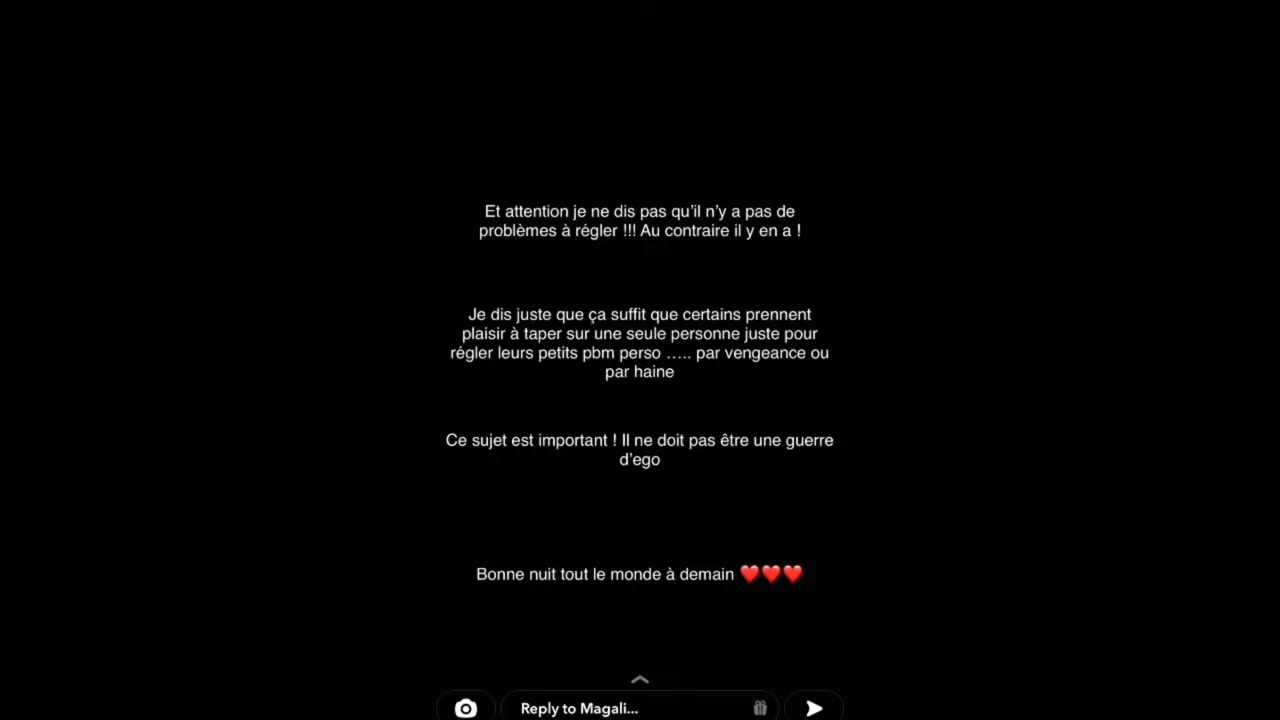 Et attention je ne dis pas qu’il n’y a pas de
problèmes à régler !!! Au contraire il y en a !
Je dis juste que ça suffit que certains prennent
plaisir à taper sur une seule personne juste pour
régler leurs petits pbm perso ..... par vengeance ou
par haine
Ce sujet est important ! Il ne doit pas être une guerre
d’ego
Bonne nuit tout le monde à demain ❤️❤️❤️
Reply to Magali...